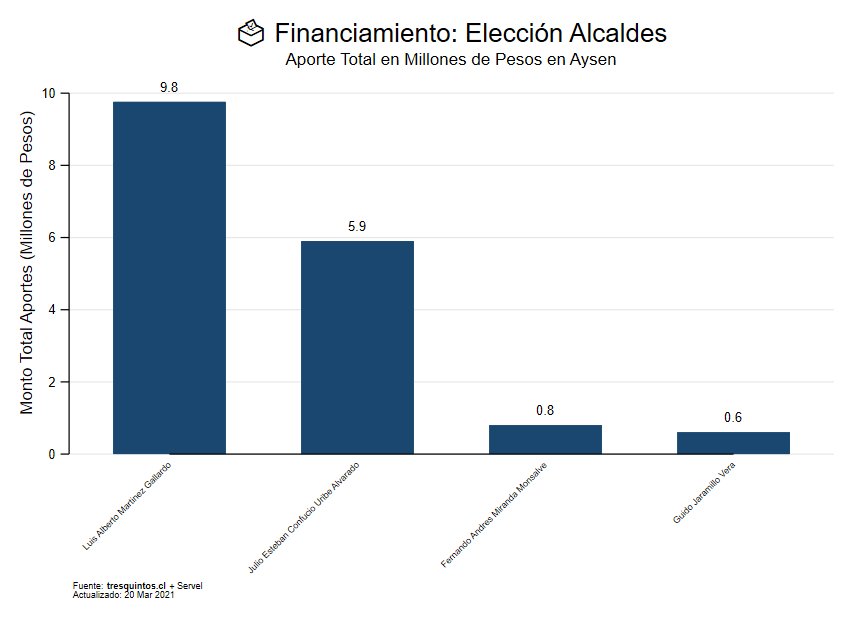 Financiamiento: Elección Alcaldes
Aporte Total en Millones de Pesos en Aysen
Monto Total Aportes (Millones de Pesos)
10
8
6
4
2
0
9.8
5.9
0.8
0.6
Luis Alberto Martinez Gallardo
Julio Esteban Confucio Uribe Alvarado
Fernando Andres Miranda Monsalve
Guido Jaramillo Vera
Fuente: tresquintos.cl + Servel
Actualizado: 20 Mar 2021